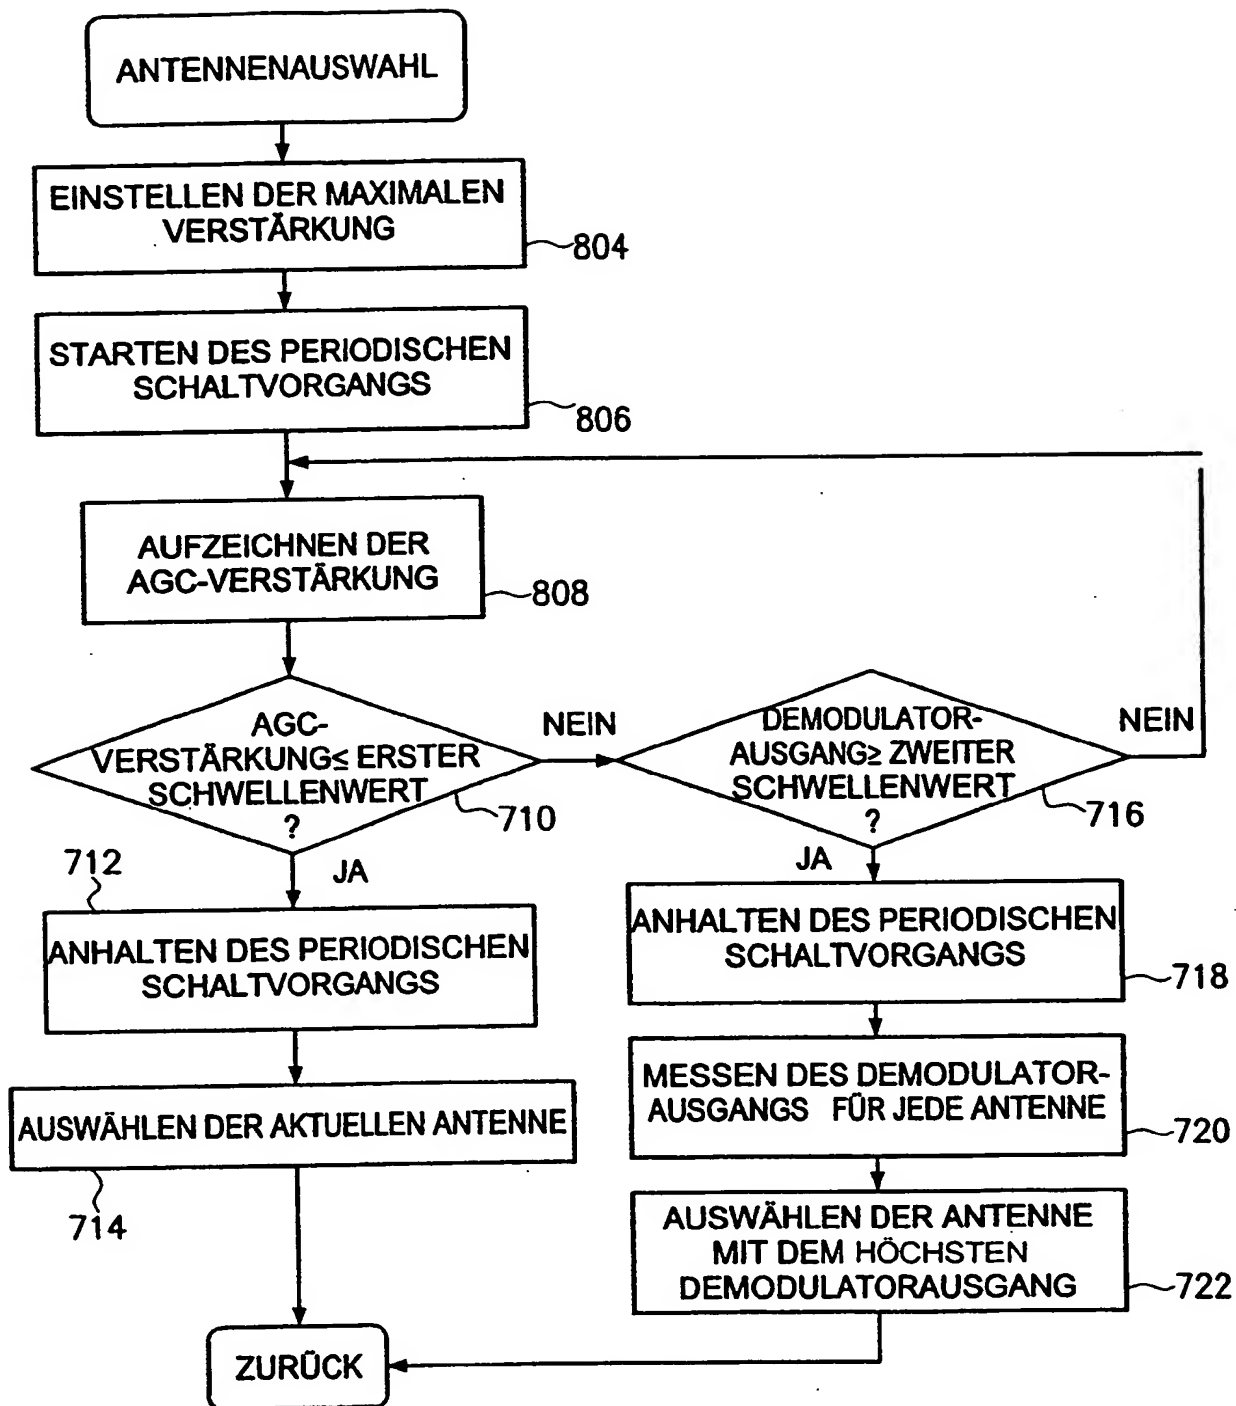 ANTENNENAUSWAHL
EINSTELLEN DER MAXIMALEN
VERSTÄRKUNG
804
STARTEN DES PERIODISCHEN
SCHALTVORGANGS
806
AUFZEICHNEN DER
AGC-VERSTÄRKUNG
808
AGC-
VERSTÄRKUNG≤ ERSTER
SCHWELLENWERT
?
710
NEIN
JA
DEMODULATOR-
AUSGANG≥ ZWEITER
SCHWELLENWERT
?
716
NEIN
JA
712
ANHALTEN DES PERIODISCHEN
SCHALTVORGANGS
AUSWÄHLEN DER AKTUELLEN ANTENNE
714
ANHALTEN DES PERIODISCHEN
SCHALTVORGANGS
718
MESSEN DES DEMODULATOR-
AUSGANGS FÜR JEDE ANTENNE
720
AUSWÄHLEN DER ANTENNE
MIT DEM HÖCHSTEN
DEMODULATORAUSGANG
722
ZURÜCK